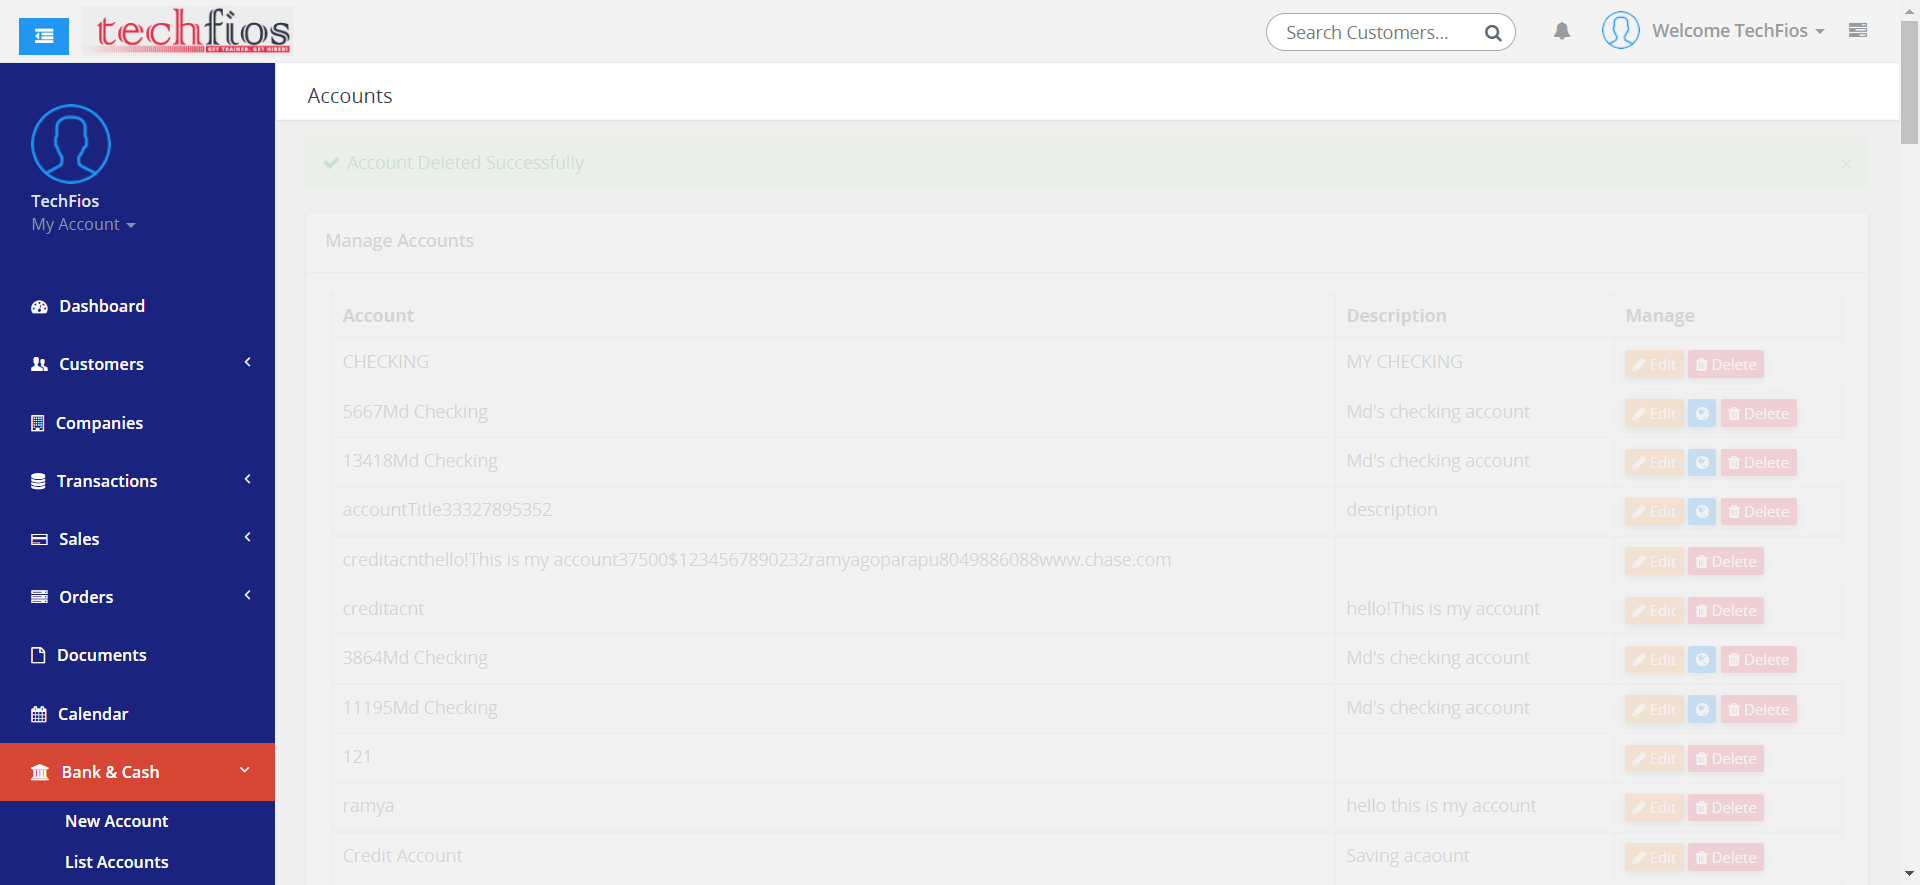 techfios
GET TRAINED. GET HIRED!
Search Customers...
Welcome TechFios
TechFios
My Account
Dashboard
Customers
Companies
Transactions
Sales
Orders
Documents
Calendar
Bank & Cash
New Account
List Accounts
Accounts
Account Deleted Successfully ×
Manage Accounts
Account Description Manage
CHECKING MY CHECKING Edit Delete
5667Md Checking Md's checking account Edit Delete
13418Md Checking Md's checking account Edit Delete
accountTitle33327895352 description Edit Delete
creditacnthello!This is my account37500$1234567890232ramyagoparapu8049886088www.chase.com Edit Delete
creditacnt hello!This is my account Edit Delete
3864Md Checking Md's checking account Edit Delete
11195Md Checking Md's checking account Edit Delete
121 Edit Delete
ramya hello this is my account Edit Delete
Credit Account Saving acaount Edit Delete